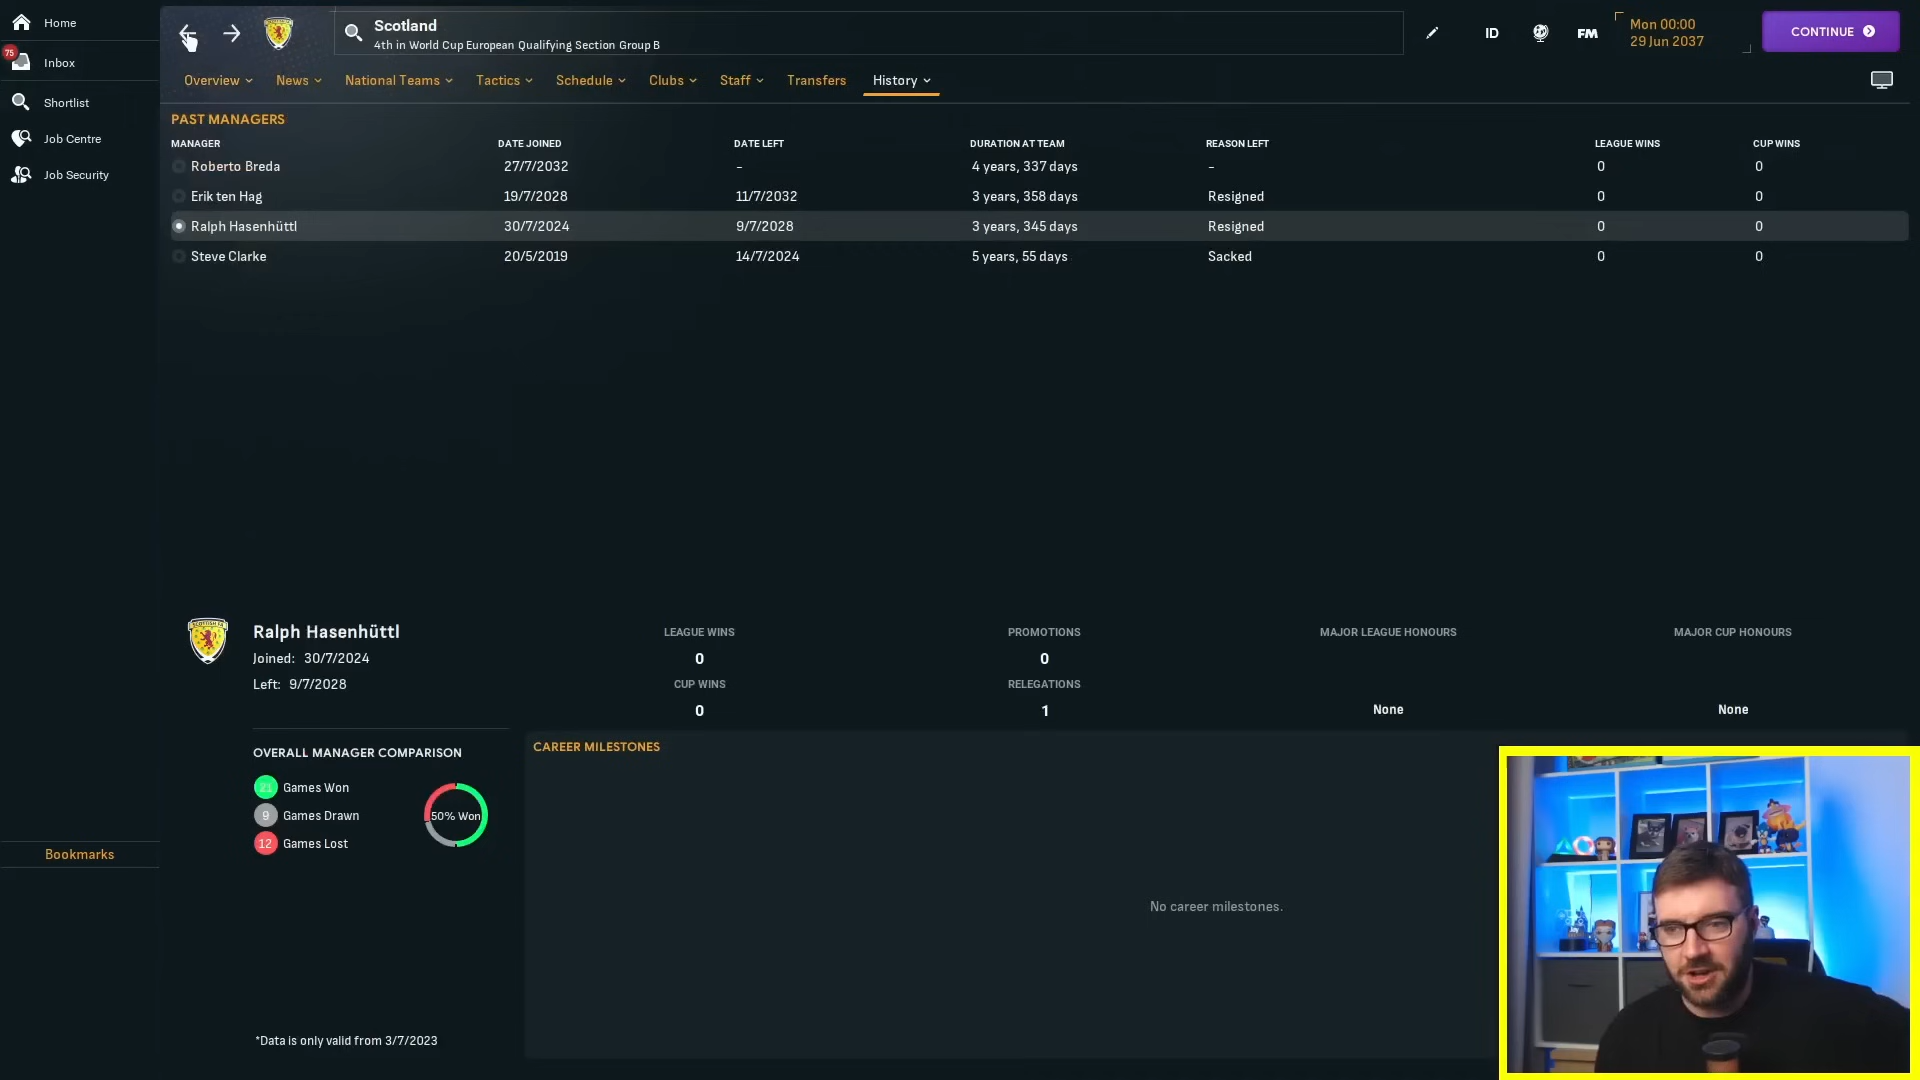 Home
75
Inbox
Shortlist
Job Centre
Job Security
Bookmarks
Scotland
4th in World Cup European Qualifying Section Group B
ID
FM
Mon 00:00
29 Jun 2037
CONTINUE
Overview
News
National Teams
Tactics
Schedule
Clubs
Staff
Transfers
History
PAST MANAGERS
MANAGER DATE JOINED DATE LEFT DURATION AT TEAM REASON LEFT LEAGUE WINS CUP WINS
Roberto Breda 27/7/2032 - 4 years, 337 days - 0 0
Erik ten Hag 19/7/2028 11/7/2032 3 years, 358 days Resigned 0 0
Ralph Hasenhüttl 30/7/2024 9/7/2028 3 years, 345 days Resigned 0 0
Steve Clarke 20/5/2019 14/7/2024 5 years, 55 days Sacked 0 0
Ralph Hasenhüttl
Joined: 30/7/2024
Left: 9/7/2028
LEAGUE WINS
0
CUP WINS
0
PROMOTIONS
0
RELEGATIONS
1
MAJOR LEAGUE HONOURS
None
MAJOR CUP HONOURS
None
OVERALL MANAGER COMPARISON
21 Games Won
9 Games Drawn
12 Games Lost
50% Won
*Data is only valid from 3/7/2023
CAREER MILESTONES
No career milestones.